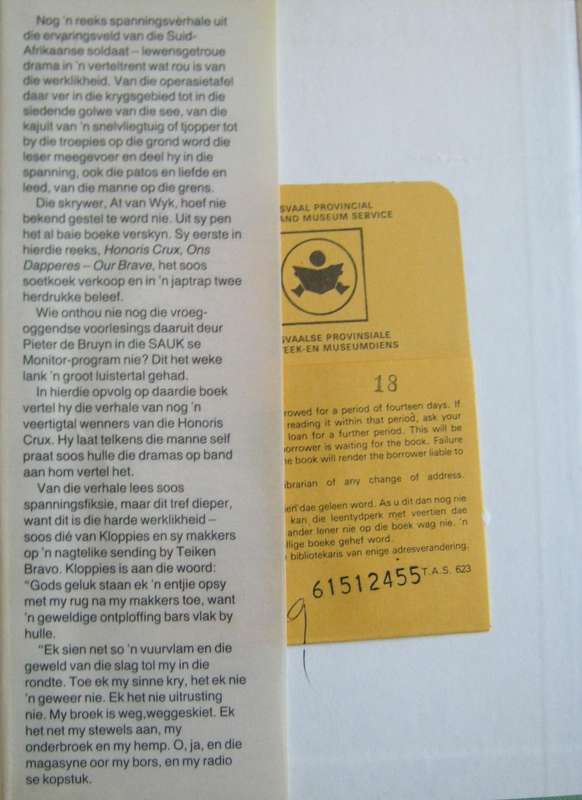 Nog 'n reeks spanningsverhale uit
die ervaringsveld van die Suid-
Afrikaanse soldaat – lewensgetroue
drama in 'n verteltrent wat rou is van
die werklikheid. Van die operasietafel
daar ver in die krygsgebied tot in die
siedende golwe van die see, van die
kajuit van 'n snelvliegtuig of tjopper tot
by die troepies op die grond word die
leser meegevoer en deel hy in die
spanning, ook die patos en liefde en
leed, van die manne op die grens.
Die skrywer, At van Wyk, hoef nie
bekend gestel te word nie. Uit sy pen
het al baie boeke verskyn. Sy eerste in
hierdie reeks, Honoris Crux, Ons
Dapperes – Our Brave, het soos
soetkoek verkoop en in 'n japtrap twee
herdrukke beleef.
Wie onthou nie nog die vroeg-
oggendse voorlesings daaruit deur
Pieter de Bruyn in die SAUK se
Monitor-program nie? Dit het weke
lank 'n groot luistertal gehad.
In hierdie opvolg op daardie boek
vertel hy die verhale van nog 'n
veertigtal wenners van die Honoris
Crux. Hy laat telkens die manne self
praat soos hulle die dramas op band
aan hom vertel het.
Van die verhale lees soos
spanningsfiksie, maar dit tref dieper,
want dit is die harde werklikheid –
soos dié van Kloppies en sy makkers
op 'n nagtelike sending by Teiken
Bravo. Kloppies is aan die woord:
"Gods geluk staan ek 'n entjie opsy
met my rug na my makkers toe, want
'n geweldige ontploffing bars vlak by
hulle.
"Ek sien net so 'n vuurvlam en die
geweld van die slag tol my in die
rondte. Toe ek my sinne kry, het ek nie
'n geweer nie. Ek het nie uitrusting
nie. My broek is weg,weggeskiet. Ek
het net my stewels aan, my
onderbroek en my hemp. O, ja, en die
magasyne oor my bors, en my radio
se kopstuk.
SVAAL PROVINCIAL
AND MUSEUM SERVICE
SVAALSE PROVINSIALE
EEK-EN MUSEUMDIENS
18
rowed for a period of fourteen days. If
reading it within that period, ask your
loan for a further period. This will be
borrower is waiting for the book. Failure
e book will render the borrower liable to
ibrarian of any change of address.
ien dae geleen word. As u dit dan nog nie
kan die leentydperk met veertien dae
ander lener nie op die boek wag nie. 'n
llige boeke gehef word.
bibliotekaris van enige adresverandering.
61512455 T.A.S. 623
9